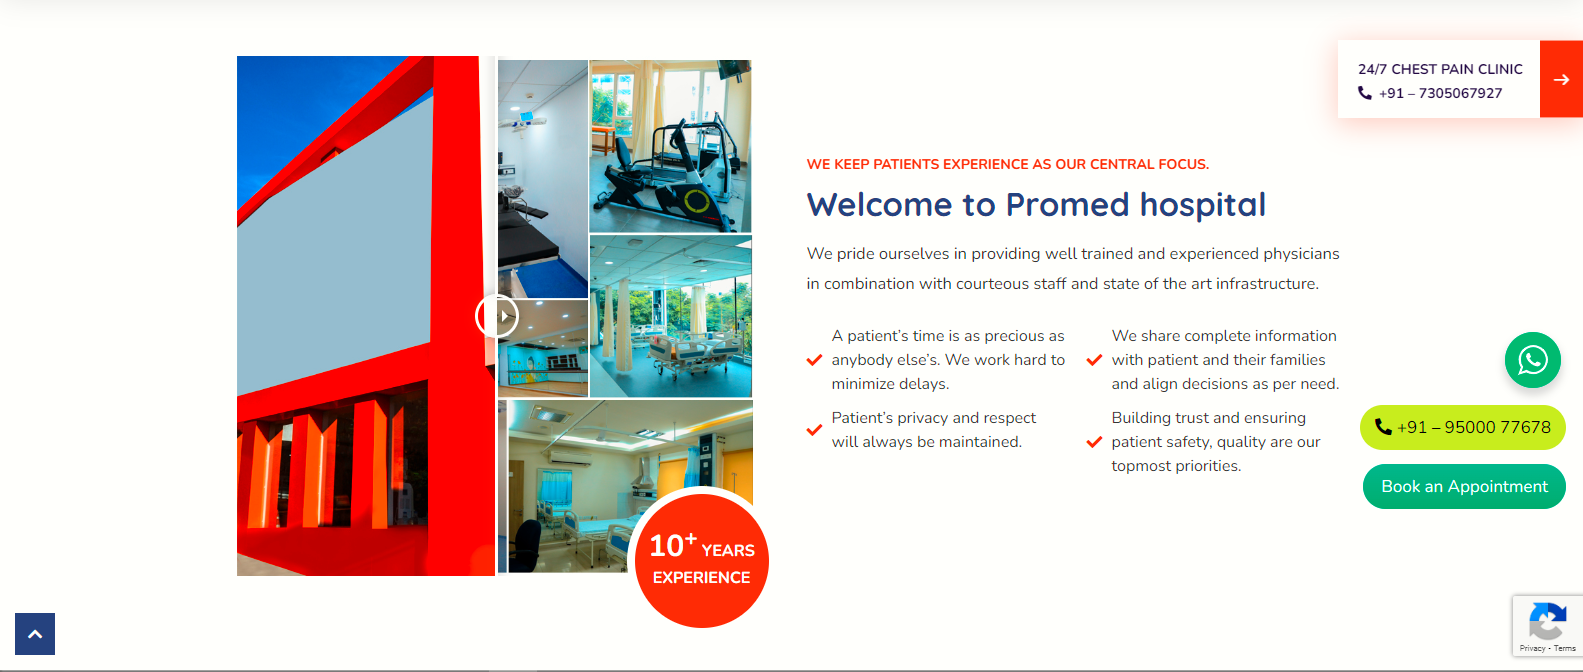 24/7 CHEST PAIN CLINIC
+91 – 7305067927
WE KEEP PATIENTS EXPERIENCE AS OUR CENTRAL FOCUS.
Welcome to Promed hospital
We pride ourselves in providing well trained and experienced physicians
in combination with courteous staff and state of the art infrastructure.
A patient’s time is as precious as
anybody else’s. We work hard to
minimize delays.
We share complete information
with patient and their families
and align decisions as per need.
Patient’s privacy and respect
will always be maintained.
Building trust and ensuring
patient safety, quality are our
topmost priorities.
10+ YEARS
EXPERIENCE
+91 – 95000 77678
Book an Appointment
Privacy - Terms